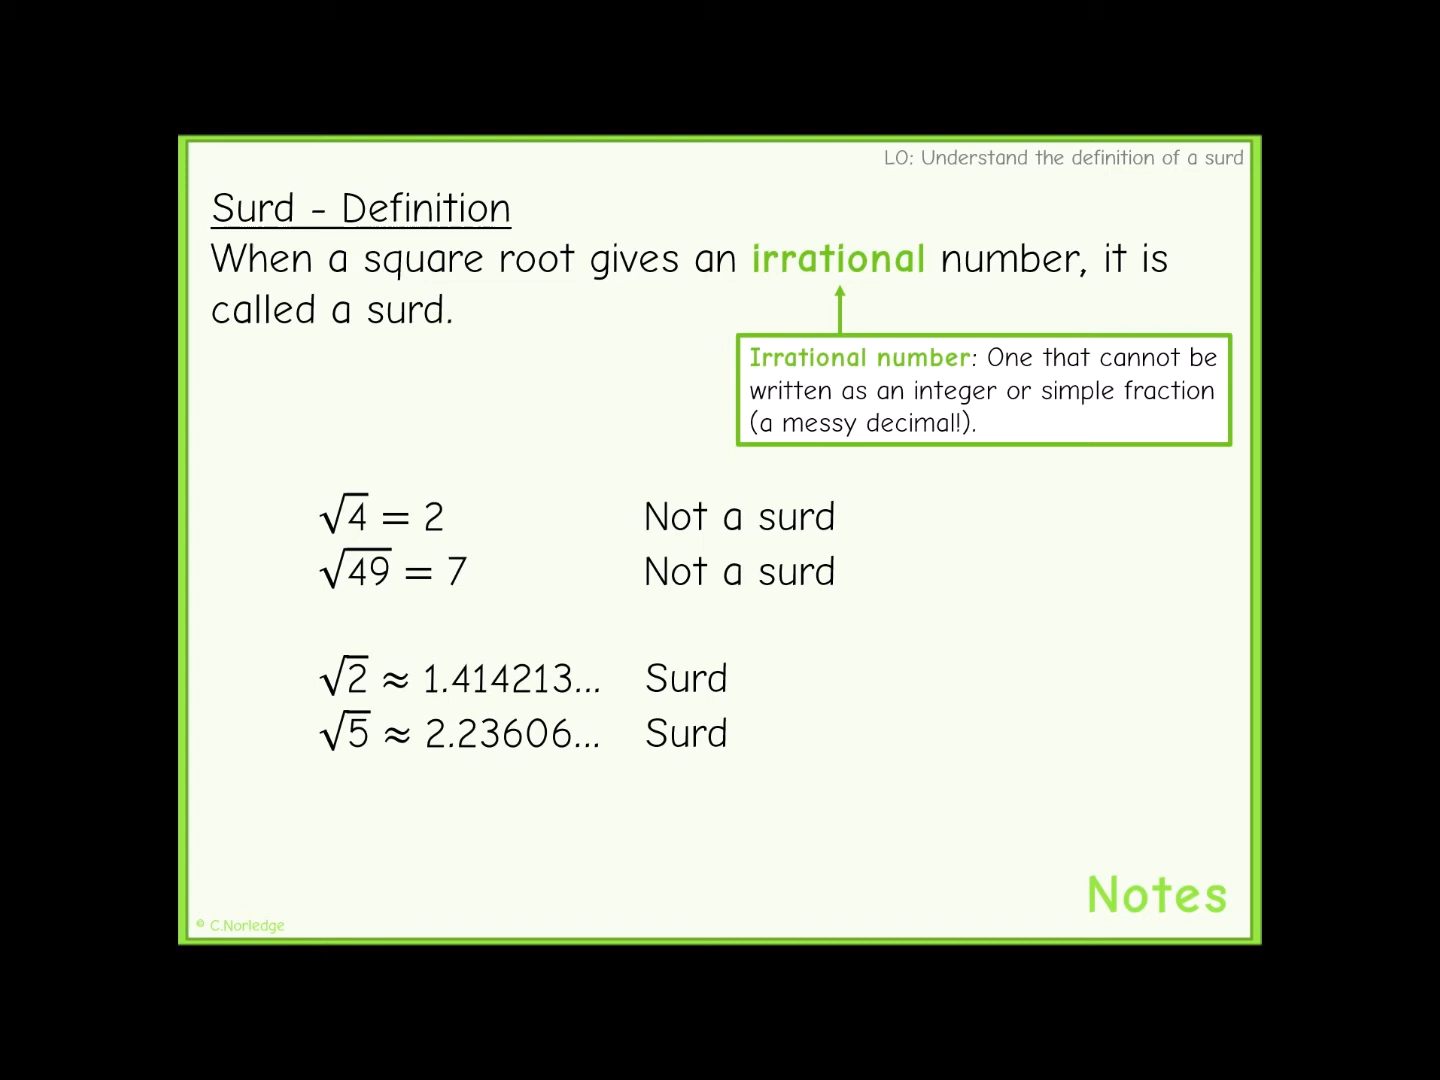 LO: Understand the definition of a surd
Surd - Definition
When a square root gives an irrational number, it is
called a surd.
Irrational number: One that cannot be
written as an integer or simple fraction
(a messy decimal!).
√4 = 2 Not a surd
√49 = 7 Not a surd
√2 ≈ 1.414213... Surd
√5 ≈ 2.23606... Surd
Notes
© C.Norledge